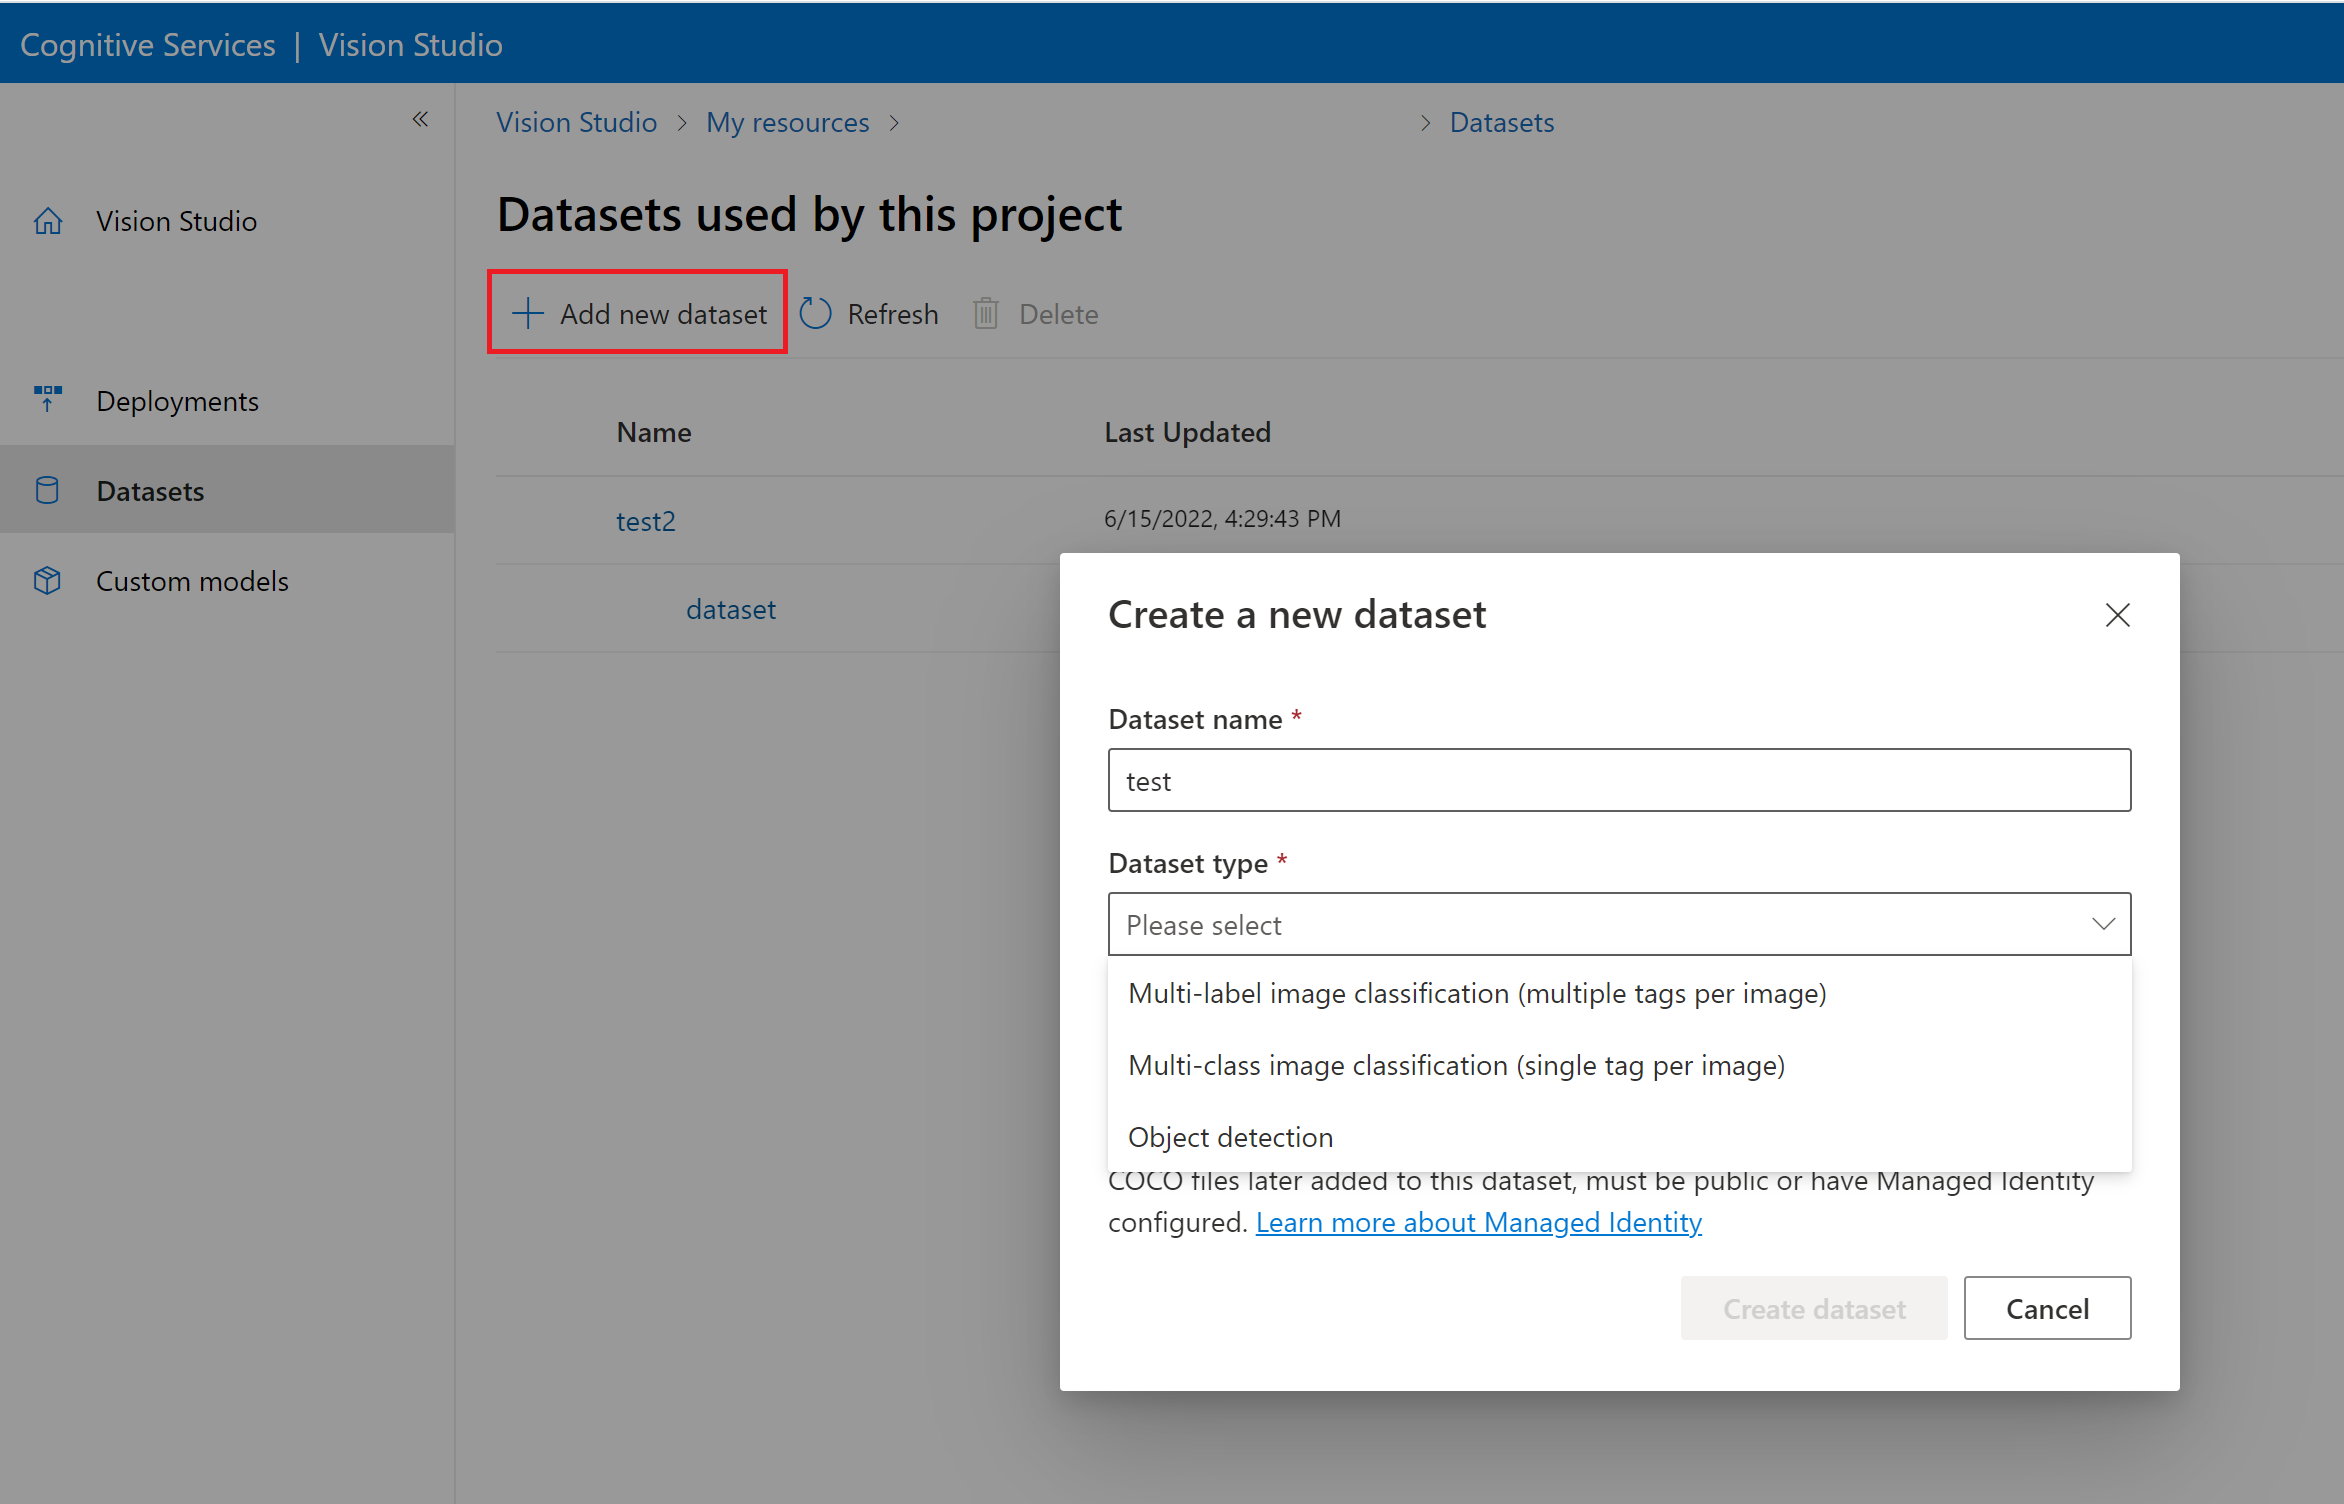 Cognitive Services | Vision Studio
Vision Studio > My resources > > Datasets
Vision Studio
Deployments
Datasets
Custom models
Datasets used by this project
Add new dataset Refresh Delete
Name Last Updated
test2 6/15/2022, 4:29:43 PM
dataset
Create a new dataset
Dataset name *
test
Dataset type *
Please select
Multi-label image classification (multiple tags per image)
Multi-class image classification (single tag per image)
Object detection
COCO files later added to this dataset, must be public or have Managed Identity
configured. Learn more about Managed Identity
Create dataset Cancel